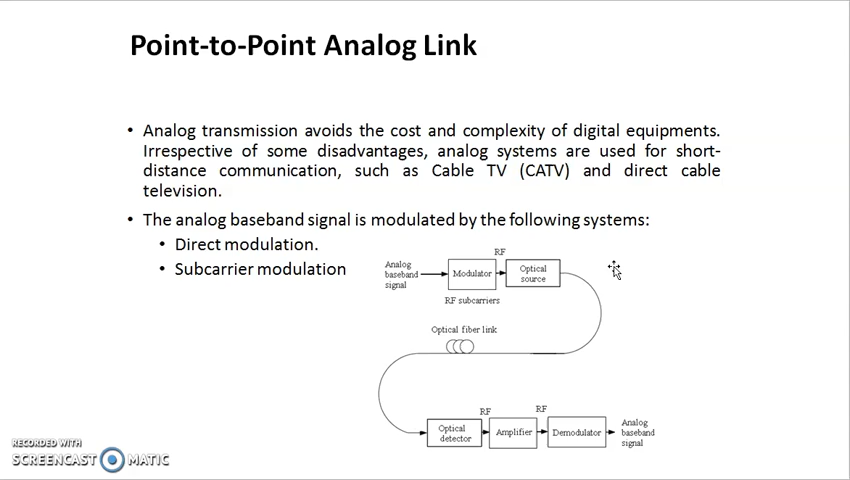 Point-to-Point Analog Link
• Analog transmission avoids the cost and complexity of digital equipments.
Irrespective of some disadvantages, analog systems are used for short-
distance communication, such as Cable TV (CATV) and direct cable
television.
• The analog baseband signal is modulated by the following systems:
• Direct modulation.
• Subcarrier modulation
Analog
baseband
signal
Modulator
RF
Optical
source
RF subcarriers
Optical fiber link
Optical
detector
RF
Amplifier
RF
Demodulator
Analog
baseband
signal
RECORDED WITH
SCREENCAST MATIC